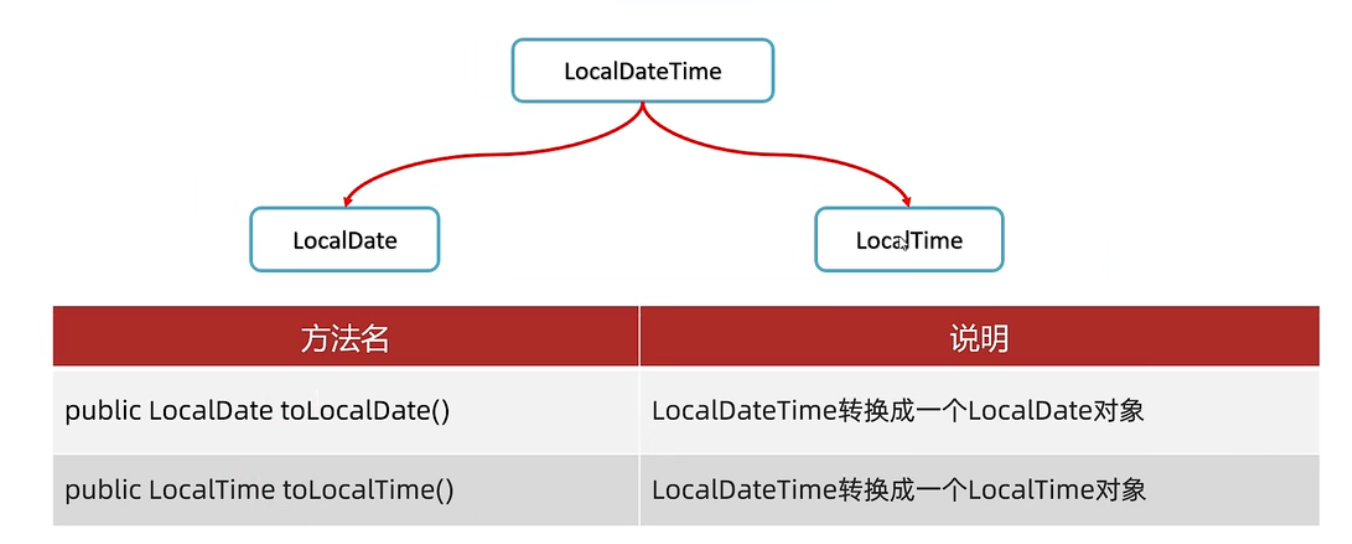 LocalDateTime
LocalDate
LocalTime
方法名
说明
public LocalDate toLocalDate()
LocalDateTime转换成一个LocalDate对象
public LocalTime toLocalTime()
LocalDateTime转换成一个LocalTime对象